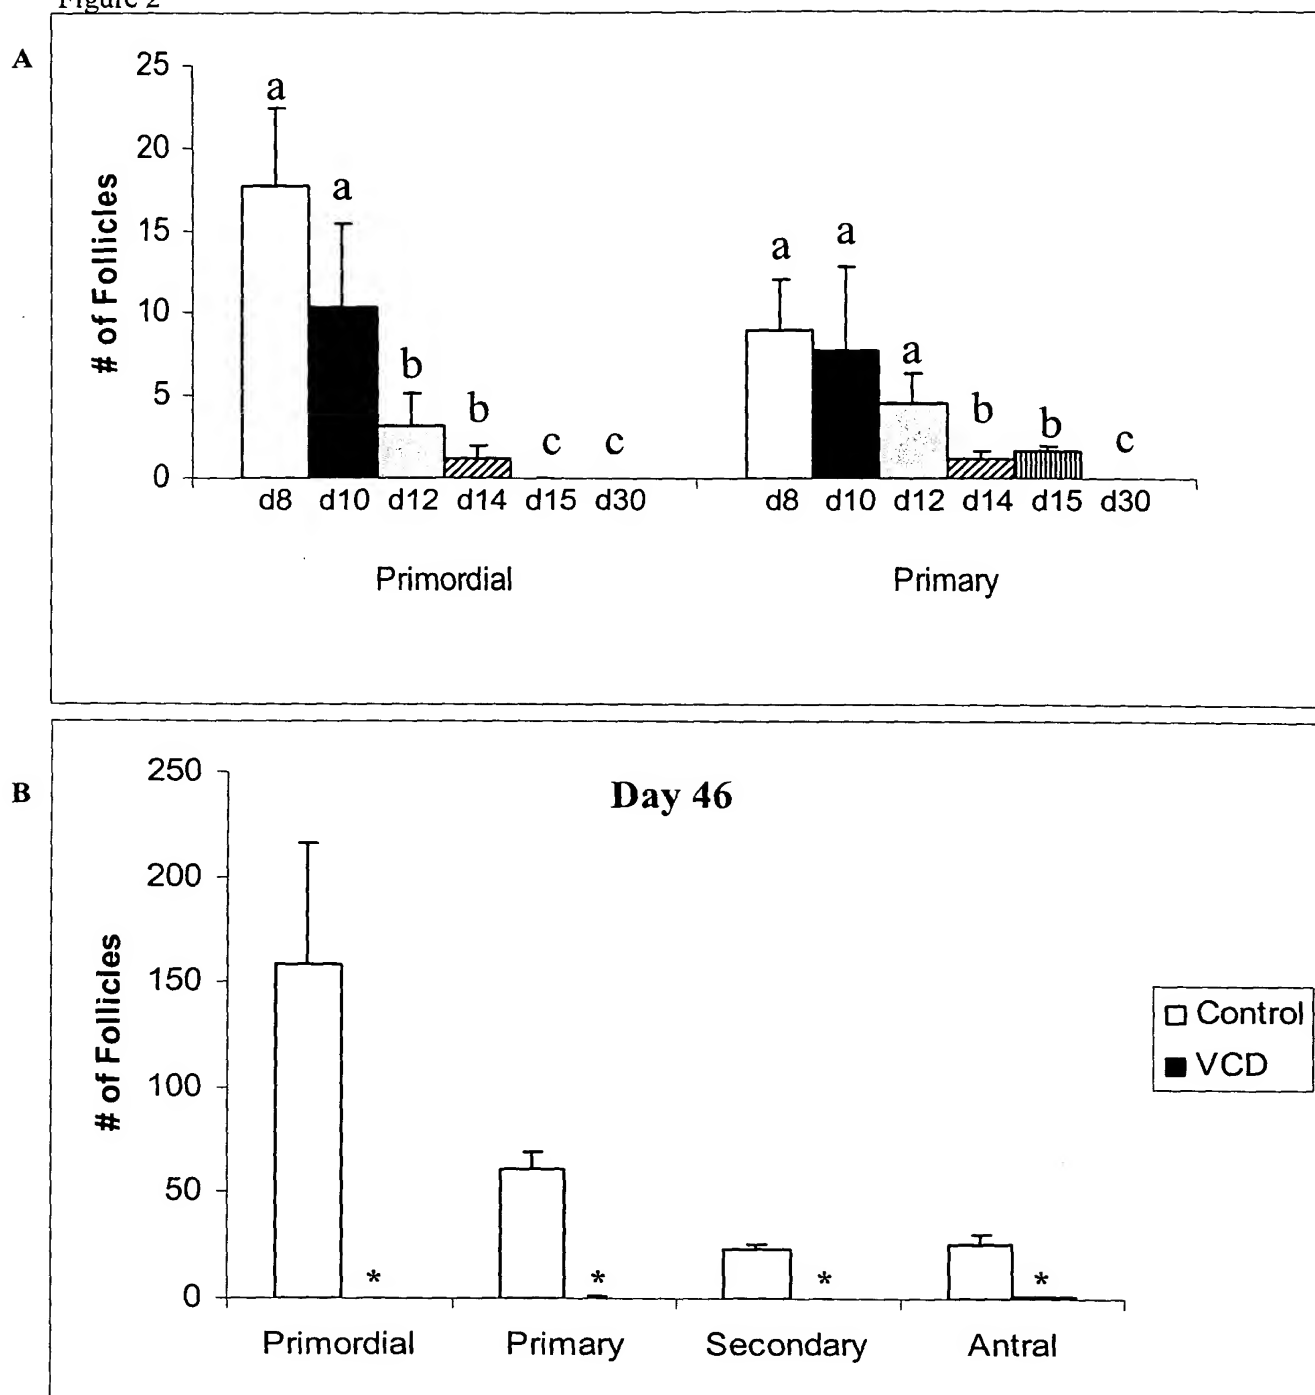 Figure 2
A
25
20
15
10
5
0
# of Follicles
a
a
b
b
c
c
a
a
a
b
b
c
d8 d10 d12 d14 d15 d30 d8 d10 d12 d14 d15 d30
Primordial Primary
B
Day 46
250
200
150
100
50
0
# of Follicles
* * * *
Control
VCD
Primordial Primary Secondary Antral